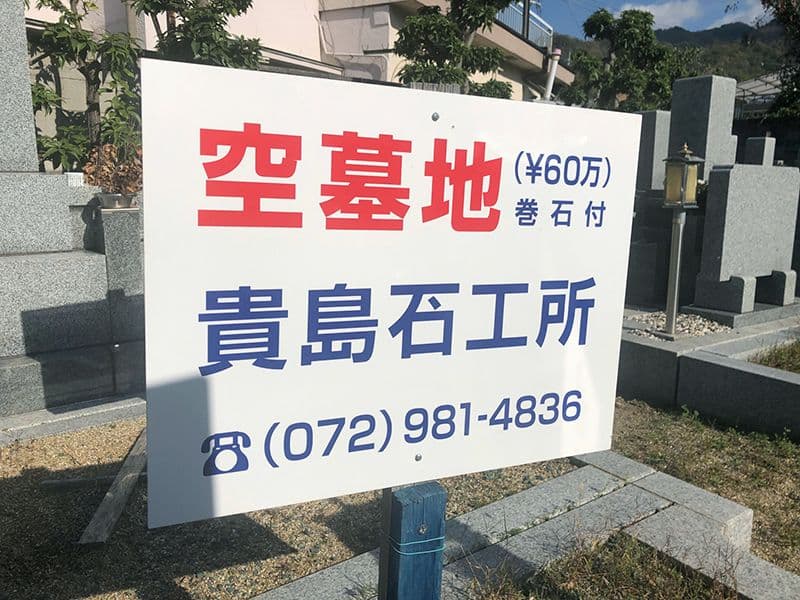 空墓地 (¥60万)
巻石付
貴島石工所
☎(072)981-4836